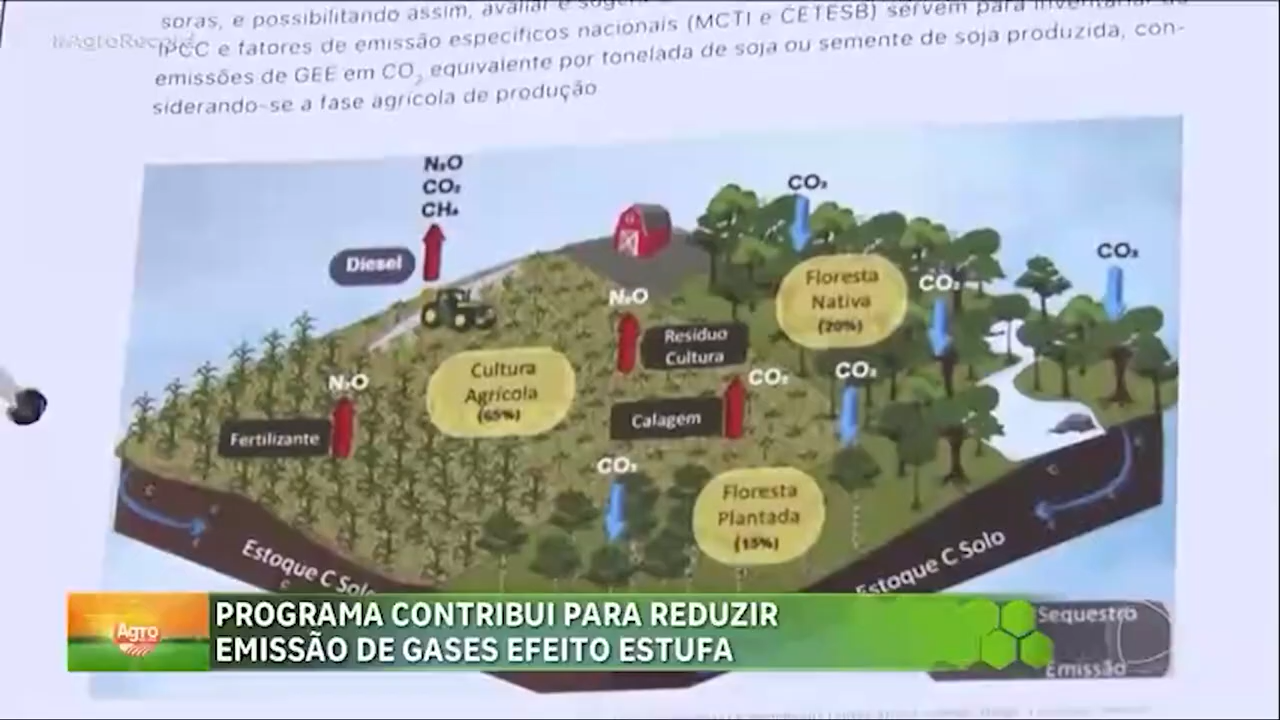 soras, e possibilitando assim, avaliar e
#AgroRecord
IPCC e fatores de emissão específicos nacionais (MCTI e CETESB) servem para inventariar
emissões de GEE em CO₂ equivalente por tonelada de soja ou semente de soja produzida, con-
siderando-se a fase agrícola de produção
N₂O
CO₂
CH₄
Diesel
CO₂
CO₂
Floresta
Nativa
(20%)
CO₂
N₂O
Resíduo
Cultura
Cultura
Agrícola
(65%)
N₂O
Fertilizante
CO₂
Calagem
CO₂
CO₂
Floresta
Plantada
(15%)
Estoque C Solo
Estoque C Solo
Agro
PROGRAMA CONTRIBUI PARA REDUZIR
EMISSÃO DE GASES EFEITO ESTUFA
Sequestro
Emissão